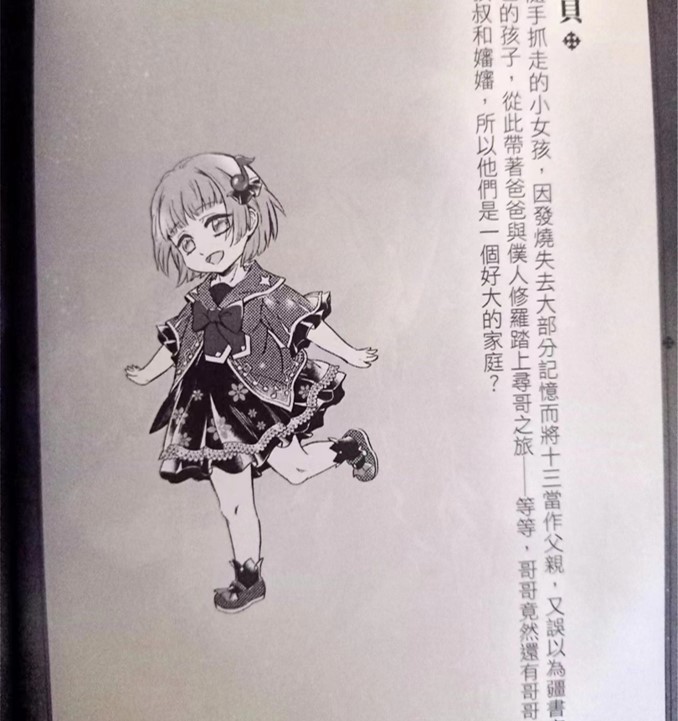 貝
隨手抓走的小女孩，因發燒失去大部分記憶而將十三當作父親，又誤以為疆書
的孩子，從此帶著爸爸與僕人修羅踏上尋哥之旅——等等，哥哥竟然還有哥哥
叔和嬸嬸，所以他們是一個好大的家庭？